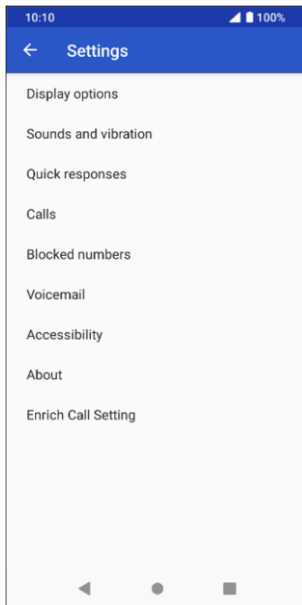 10:10 100%
Settings
Display options
Sounds and vibration
Quick responses
Calls
Blocked numbers
Voicemail
Accessibility
About
Enrich Call Setting